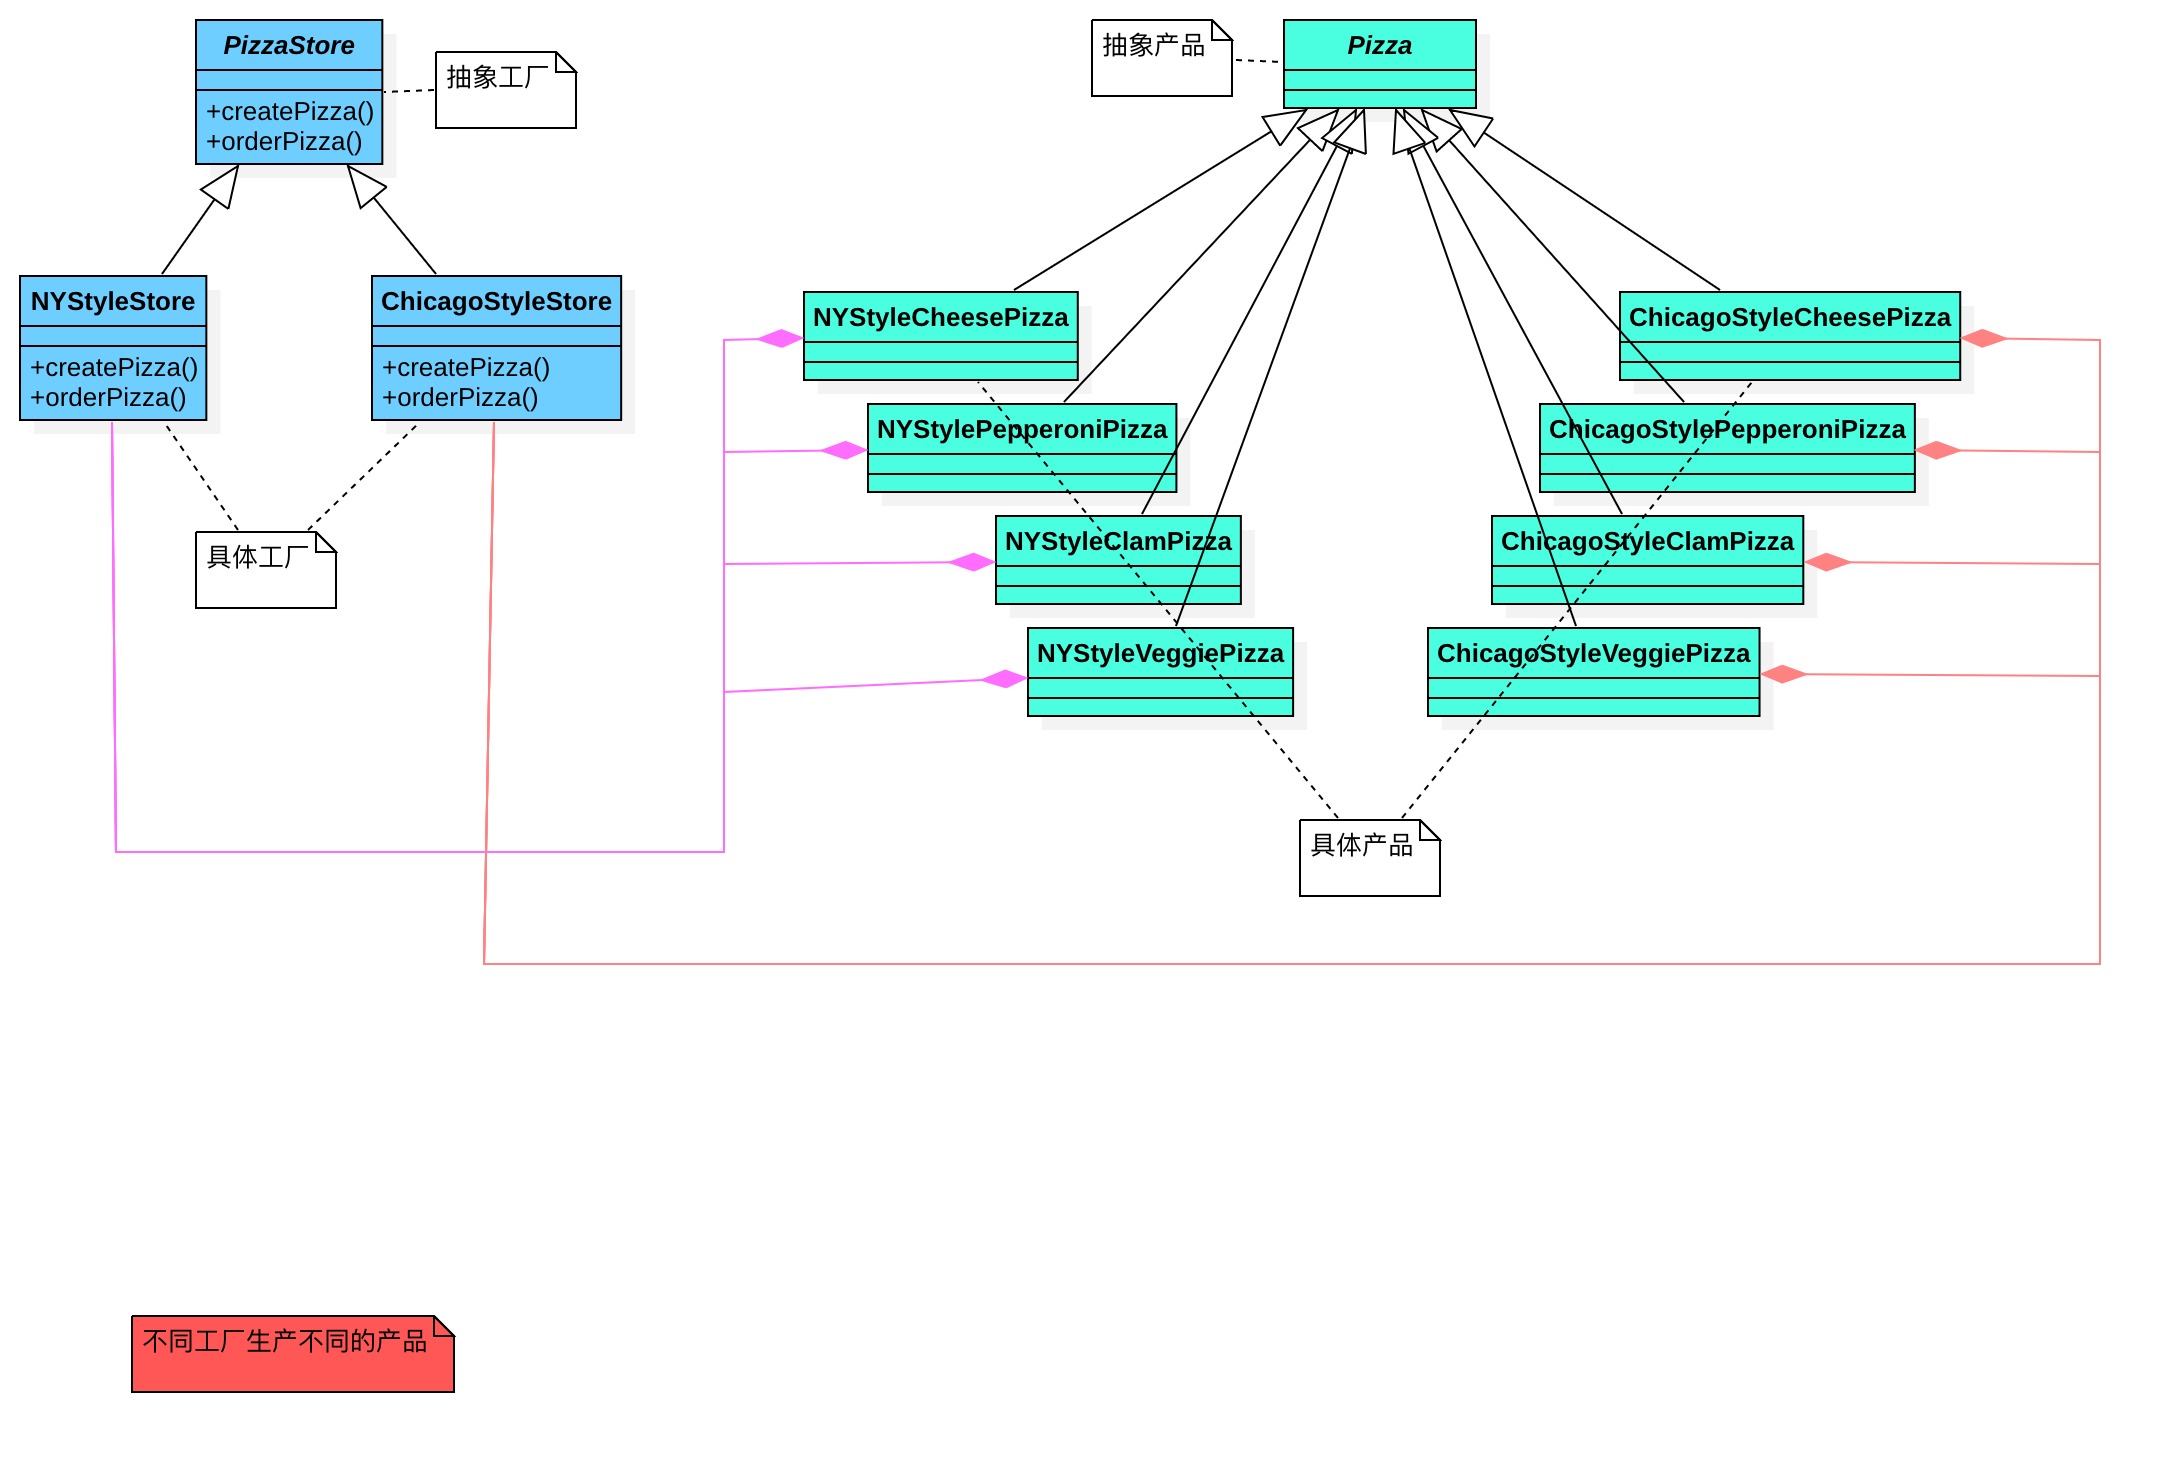 PizzaStore
+createPizza()
+orderPizza()
抽象工厂
抽象产品
Pizza
NYStyleStore
+createPizza()
+orderPizza()
ChicagoStyleStore
+createPizza()
+orderPizza()
具体工厂
NYStyleCheesePizza
NYStylePepperoniPizza
NYStyleClamPizza
NYStyleVeggiePizza
ChicagoStyleCheesePizza
ChicagoStylePepperoniPizza
ChicagoStyleClamPizza
ChicagoStyleVeggiePizza
具体产品
不同工厂生产不同的产品